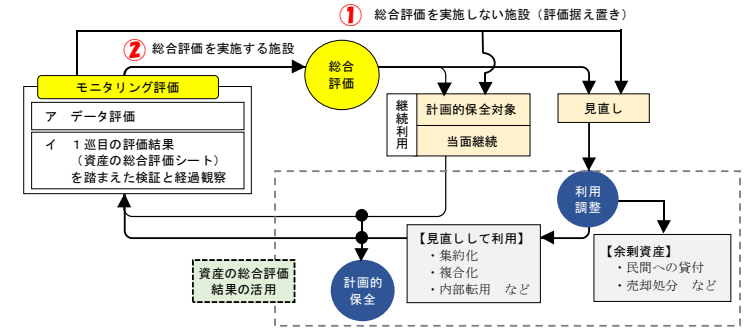 ① 総合評価を実施しない施設（評価据え置き）
② 総合評価を実施する施設
総合
評価
モニタリング評価
ア データ評価
イ １巡目の評価結果
（資産の総合評価シート）
を踏まえた検証と経過観察
継続利用
計画的保全対象
当面継続
見直し
利用
調整
【見直しして利用】
・集約化
・複合化
・内部転用 など
【余剰資産】
・民間への貸付
・売却処分 など
資産の総合評価
結果の活用
計画的
保全